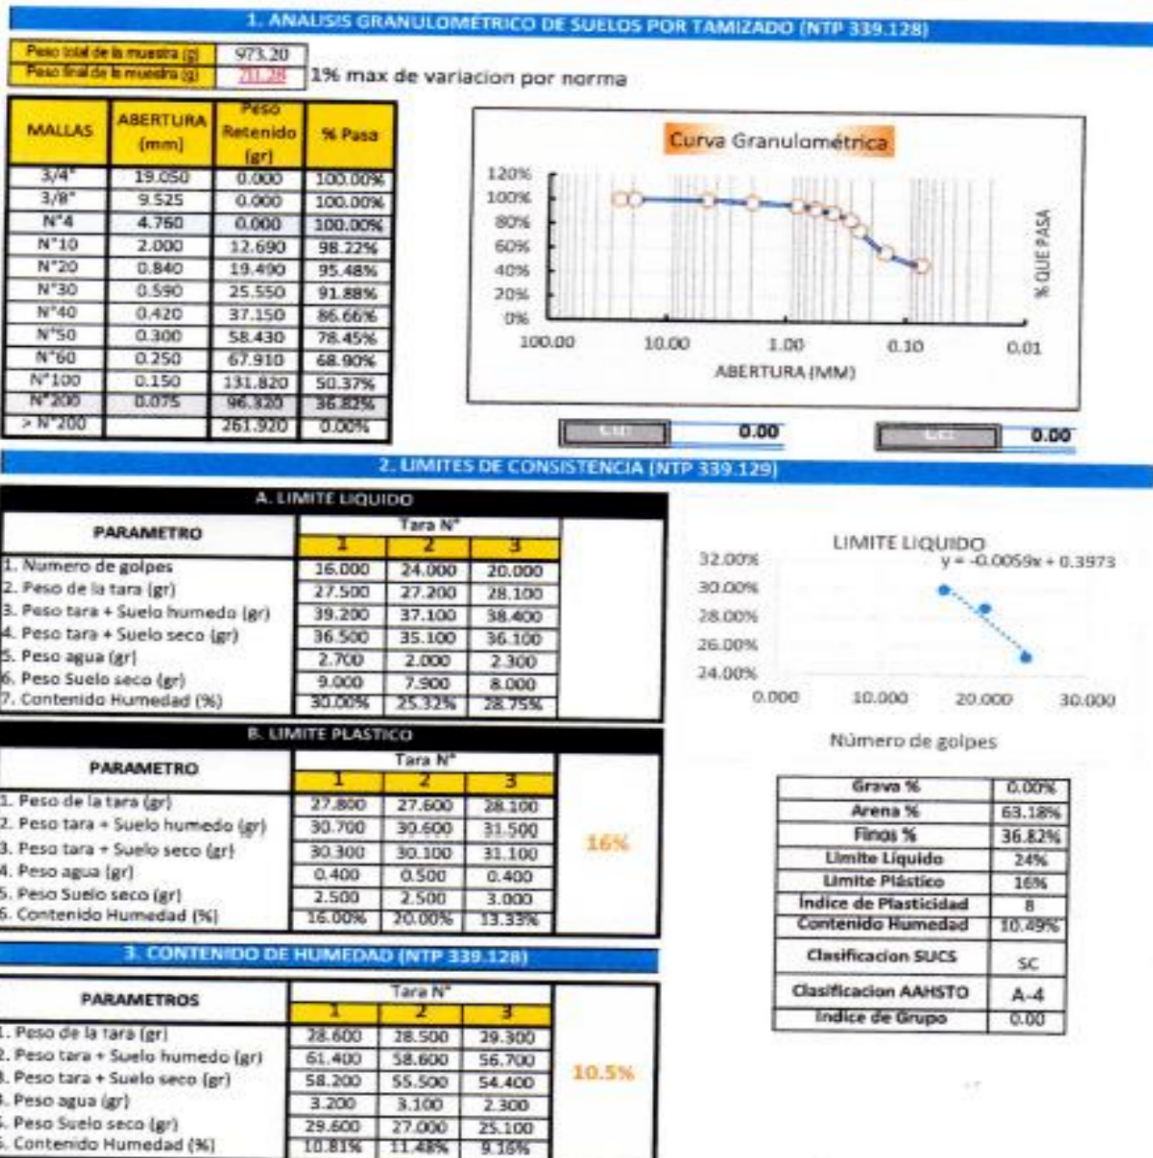 1. ANALISIS GRANULOMÉTRICO DE SUELOS POR TAMIZADO (NTP 339.128)
Peso total de la muestra (g) 973.20
Peso final de la muestra (g) 711.28 1% max de variacion por norma
MALLAS ABERTURA (mm) Peso Retenido (gr) % Pasa
3/4" 19.050 0.000 100.00%
3/8" 9.525 0.000 100.00%
N°4 4.760 0.000 100.00%
N°10 2.000 12.690 98.22%
N°20 0.840 19.490 95.48%
N°30 0.590 25.550 91.88%
N°40 0.420 37.150 86.66%
N°50 0.300 58.430 78.45%
N°60 0.250 67.910 68.90%
N°100 0.150 131.820 50.37%
N°200 0.075 96.320 36.82%
> N°200 261.920 0.00%
Curva Granulométrica
120%
100%
80%
60%
40%
20%
0%
100.00 10.00 1.00 0.10 0.01
ABERTURA (MM)
% QUE PASA
0.00
0.00
2. LIMITES DE CONSISTENCIA (NTP 339.129)
A. LIMITE LIQUIDO
PARAMETRO Tara N°
1 2 3
1. Numero de golpes 16.000 24.000 20.000
2. Peso de la tara (gr) 27.500 27.200 28.100
3. Peso tara + Suelo humedo (gr) 39.200 37.100 38.400
4. Peso tara + Suelo seco (gr) 36.500 35.100 36.100
5. Peso agua (gr) 2.700 2.000 2.300
6. Peso Suelo seco (gr) 9.000 7.900 8.000
7. Contenido Humedad (%) 30.00% 25.32% 28.75%
LIMITE LIQUIDO
y = -0.0059x + 0.3973
32.00%
30.00%
28.00%
26.00%
24.00%
0.000 10.000 20.000 30.000
Número de golpes
B. LIMITE PLASTICO
PARAMETRO Tara N°
1 2 3
1. Peso de la tara (gr) 27.800 27.600 28.100
2. Peso tara + Suelo humedo (gr) 30.700 30.600 31.500
3. Peso tara + Suelo seco (gr) 30.300 30.100 31.100
4. Peso agua (gr) 0.400 0.500 0.400
5. Peso Suelo seco (gr) 2.500 2.500 3.000
6. Contenido Humedad (%) 16.00% 20.00% 13.33%
16%
Grava % 0.00%
Arena % 63.18%
Finos % 36.82%
Limite Líquido 24%
Limite Plástico 16%
Índice de Plasticidad 8
Contenido Humedad 10.49%
Clasificacion SUCS SC
Clasificacion AAHSTO A-4
Indice de Grupo 0.00
3. CONTENIDO DE HUMEDAD (NTP 339.128)
PARAMETROS Tara N°
1 2 3
1. Peso de la tara (gr) 28.600 28.500 29.300
2. Peso tara + Suelo humedo (gr) 61.400 58.600 56.700
3. Peso tara + Suelo seco (gr) 58.200 55.500 54.400
. Peso agua (gr) 3.200 3.100 2.300
. Peso Suelo seco (gr) 29.600 27.000 25.100
. Contenido Humedad (%) 10.81% 11.48% 9.16%
10.5%